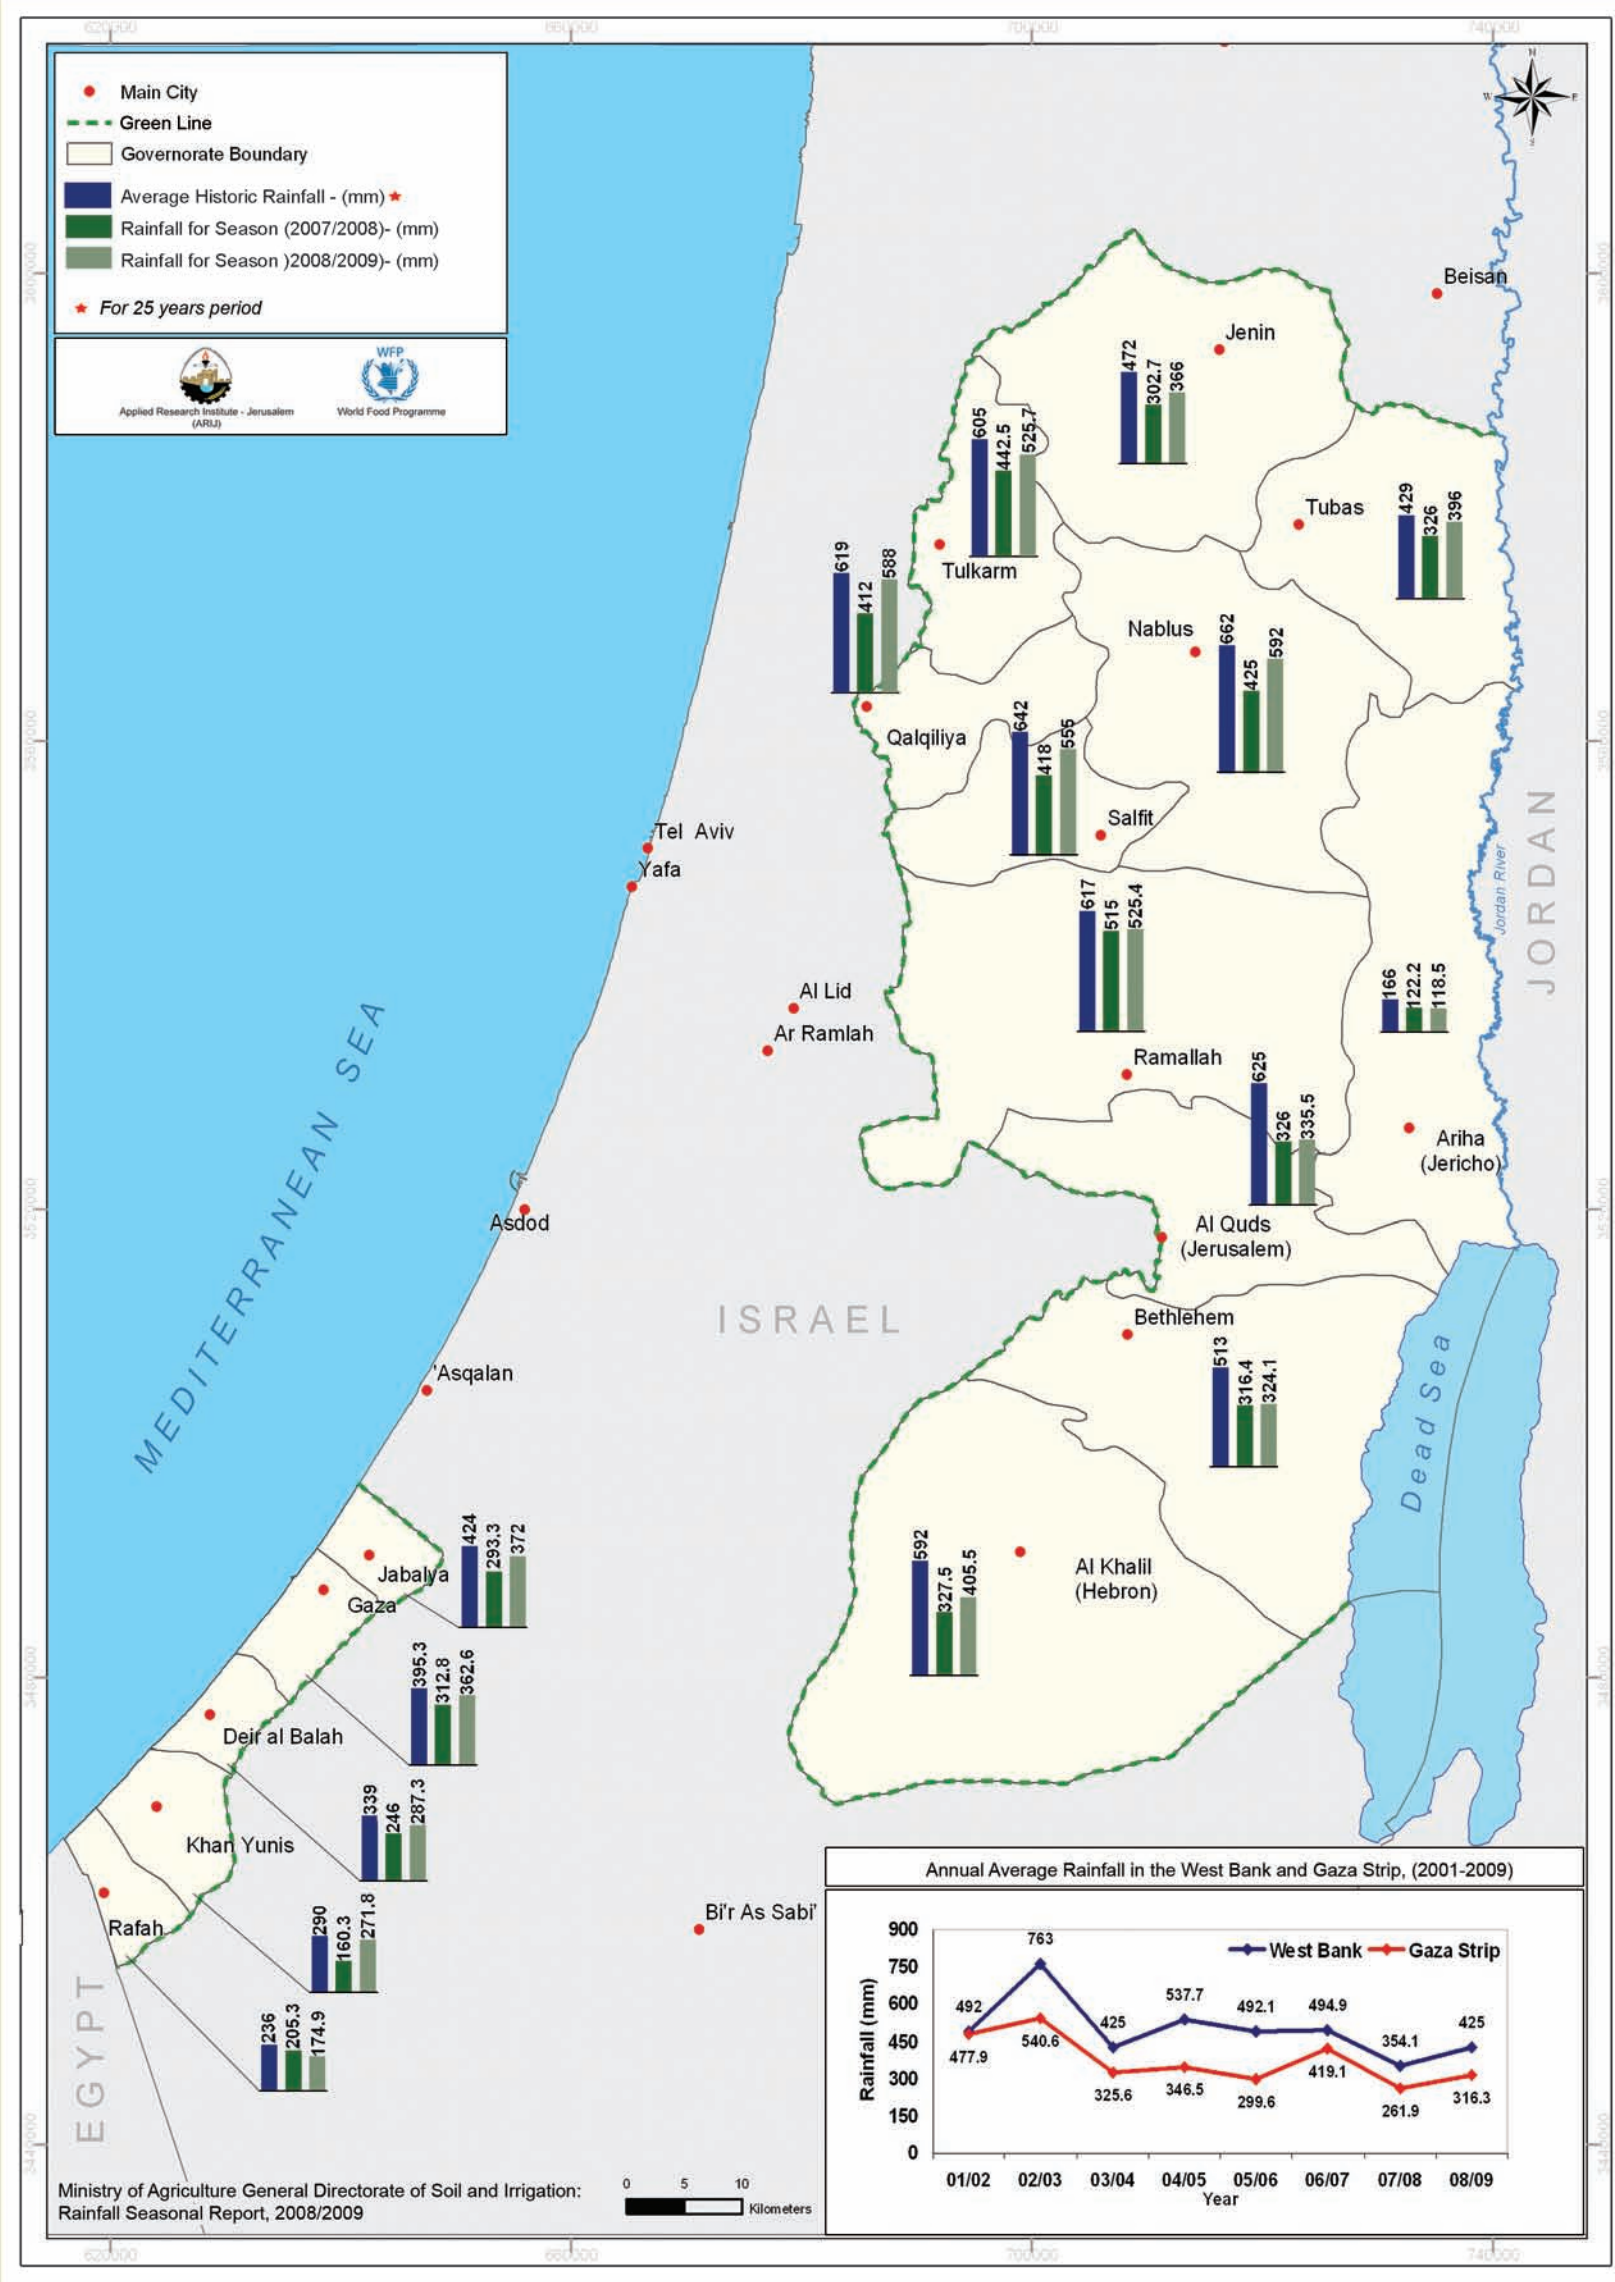 620000
660000
700000
740000
N
W
E
S
Main City
Green Line
Governorate Boundary
Average Historic Rainfall - (mm) ★
Rainfall for Season (2007/2008)- (mm)
Rainfall for Season )2008/2009)- (mm)
★ For 25 years period
WFP
Applied Research Institute - Jerusalem
(ARIJ)
World Food Programme
Beisan
Jenin
472
302.7
366
605
442.5
525.7
Tulkarm
Tubas
429
326
396
619
412
588
Qalqiliya
Nablus
662
425
592
642
418
555
Salfit
Tel Aviv
Yafa
617
515
525.4
Ramallah
166
122.2
118.5
Ariha
(Jericho)
Jordan River
JORDAN
Al Lid
Ar Ramlah
625
326
335.5
Al Quds
(Jerusalem)
MEDITERRANEAN SEA
Asdod
ISRAEL
Bethlehem
513
316.4
324.1
Dead Sea
'Asqalan
592
327.5
405.5
Al Khalil
(Hebron)
Jabalya
424
293.3
372
Gaza
395.3
312.8
362.6
Deir al Balah
339
246
287.3
Khan Yunis
290
160.3
271.8
Rafah
236
205.3
174.9
EGYPT
Bi'r As Sabi'
Annual Average Rainfall in the West Bank and Gaza Strip, (2001-2009)
West Bank
Gaza Strip
Rainfall (mm)
900
750
600
450
300
150
0
492
763
425
537.7
492.1
494.9
354.1
425
477.9
540.6
325.6
346.5
299.6
419.1
261.9
316.3
01/02
02/03
03/04
04/05
05/06
06/07
07/08
08/09
Year
Ministry of Agriculture General Directorate of Soil and Irrigation:
Rainfall Seasonal Report, 2008/2009
0
5
10
Kilometers
620000
660000
700000
740000